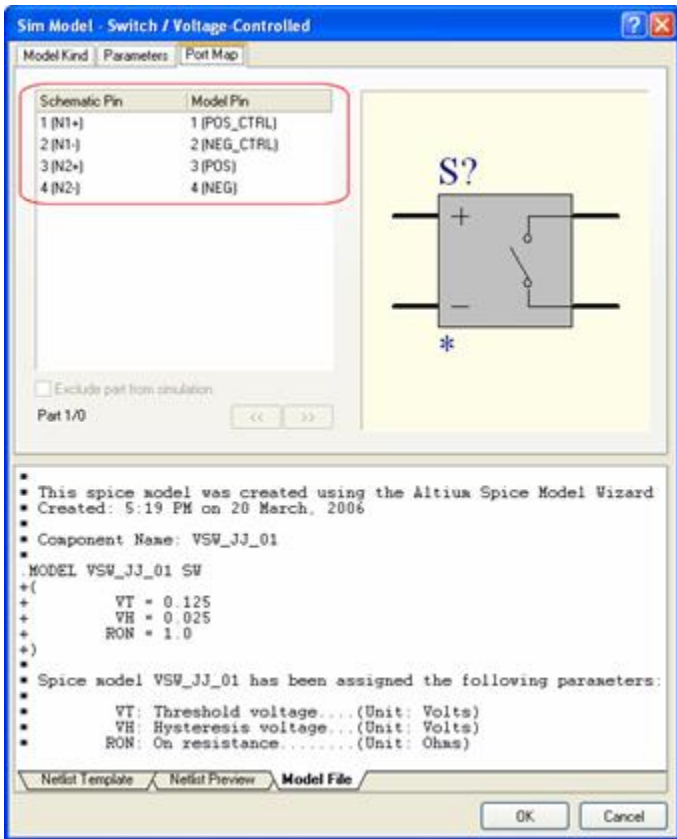 Sim Model - Switch / Voltage-Controlled
Model Kind Parameters Port Map
Schematic Pin Model Pin
1 (N1+) 1 (POS_CTRL)
2 (N1-) 2 (NEG_CTRL)
3 (N2+) 3 (POS)
4 (N2-) 4 (NEG)
S?
+
−
*
Exclude part from simulation
Part 1/0 << >>
*
* This spice model was created using the Altium Spice Model Wizard
* Created: 5:19 PM on 20 March, 2006
*
* Component Name: VSW_JJ_01
*
.MODEL VSW_JJ_01 SW
+(
+ VT = 0.125
+ VH = 0.025
+ RON = 1.0
+)
*
* Spice model VSW_JJ_01 has been assigned the following parameters:
*
* VT: Threshold voltage....(Unit: Volts)
* VH: Hysteresis voltage...(Unit: Volts)
* RON: On resistance........(Unit: Ohms)
Netlist Template Netlist Preview Model File
OK Cancel